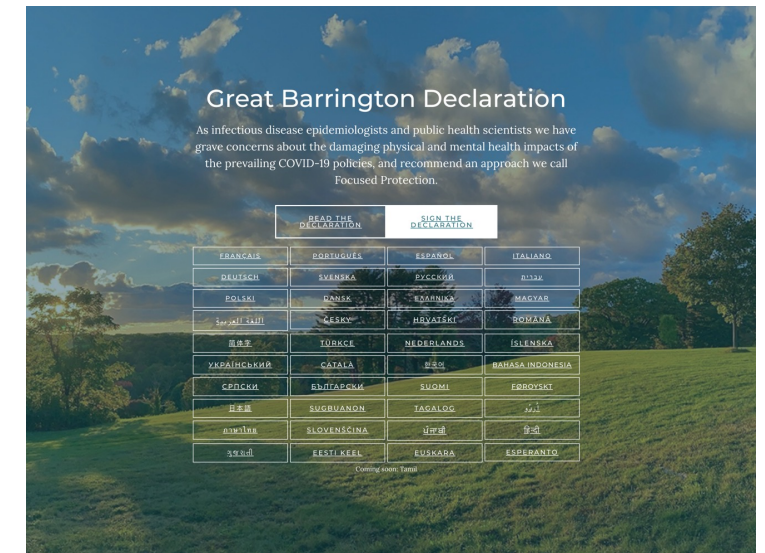 Great Barrington Declaration
As infectious disease epidemiologists and public health scientists we have
grave concerns about the damaging physical and mental health impacts of
the prevailing COVID-19 policies, and recommend an approach we call
Focused Protection.
READ THE
DECLARATION
SIGN THE
DECLARATION
FRANÇAIS PORTUGUÊS ESPAÑOL ITALIANO
DEUTSCH SVENSKA РУССКИЙ עברית
POLSKI DANSK ΕΛΛΗΝΙΚΆ MAGYAR
اللغة العربية ČESKY HRVATSKI ROMÂNĂ
简体字 TÜRKÇE NEDERLANDS ÍSLENSKA
УКРАЇНСЬКИЙ CATALÀ 한국어 BAHASA INDONESIA
СРПСКИ БЪЛГАРСКИ SUOMI FØROYSKT
日本語 SUGBUANON TAGALOG اُردُو
ภาษาไทย SLOVENŠČINA ਪੰਜਾਬੀ हिन्दी
ગુજરાતી EESTI KEEL EUSKARA ESPERANTO
Coming soon: Tamil